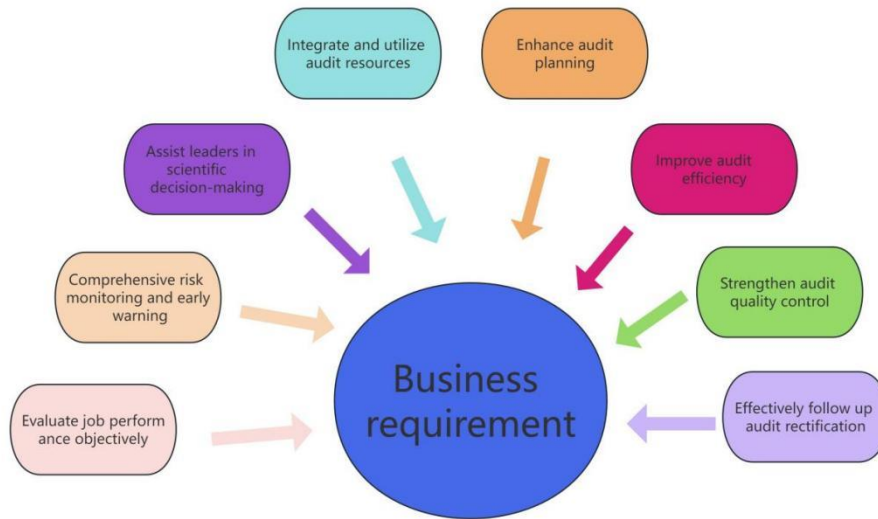 Integrate and utilize
audit resources
Enhance audit
planning
Assist leaders in
scientific
decision-making
Improve audit
efficiency
Comprehensive risk
monitoring and early
warning
Strengthen audit
quality control
Business
requirement
Evaluate job perform
ance objectively
Effectively follow up
audit rectification